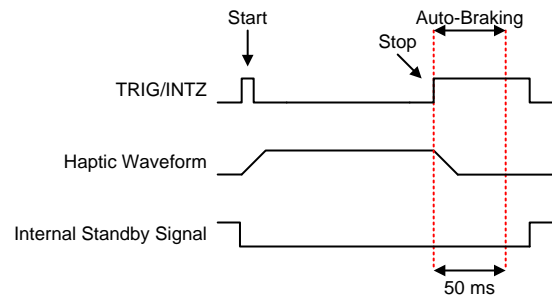 Start
Auto-Braking
Stop
TRIG/INTZ
Haptic Waveform
Internal Standby Signal
50 ms